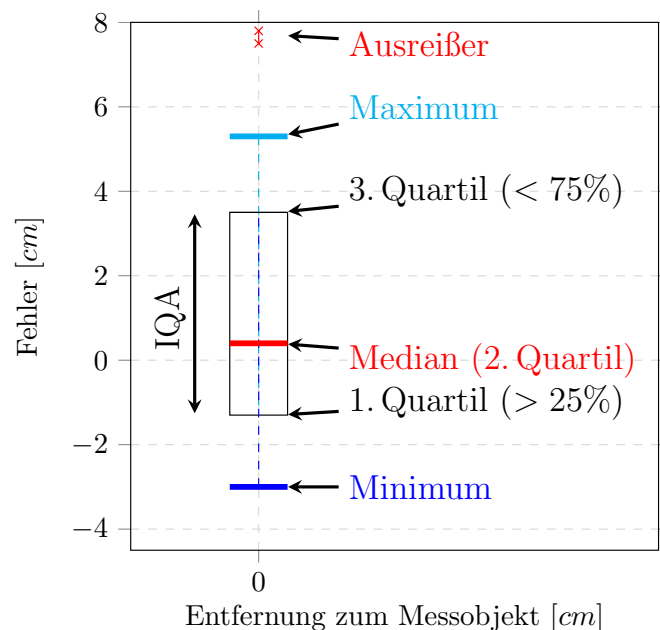 8
Ausreißer
6
Maximum
4
3. Quartil (< 75%)
2
IQA
Fehler [cm]
0
Median (2. Quartil)
1. Quartil (> 25%)
−2
Minimum
−4
0
Entfernung zum Messobjekt [cm]